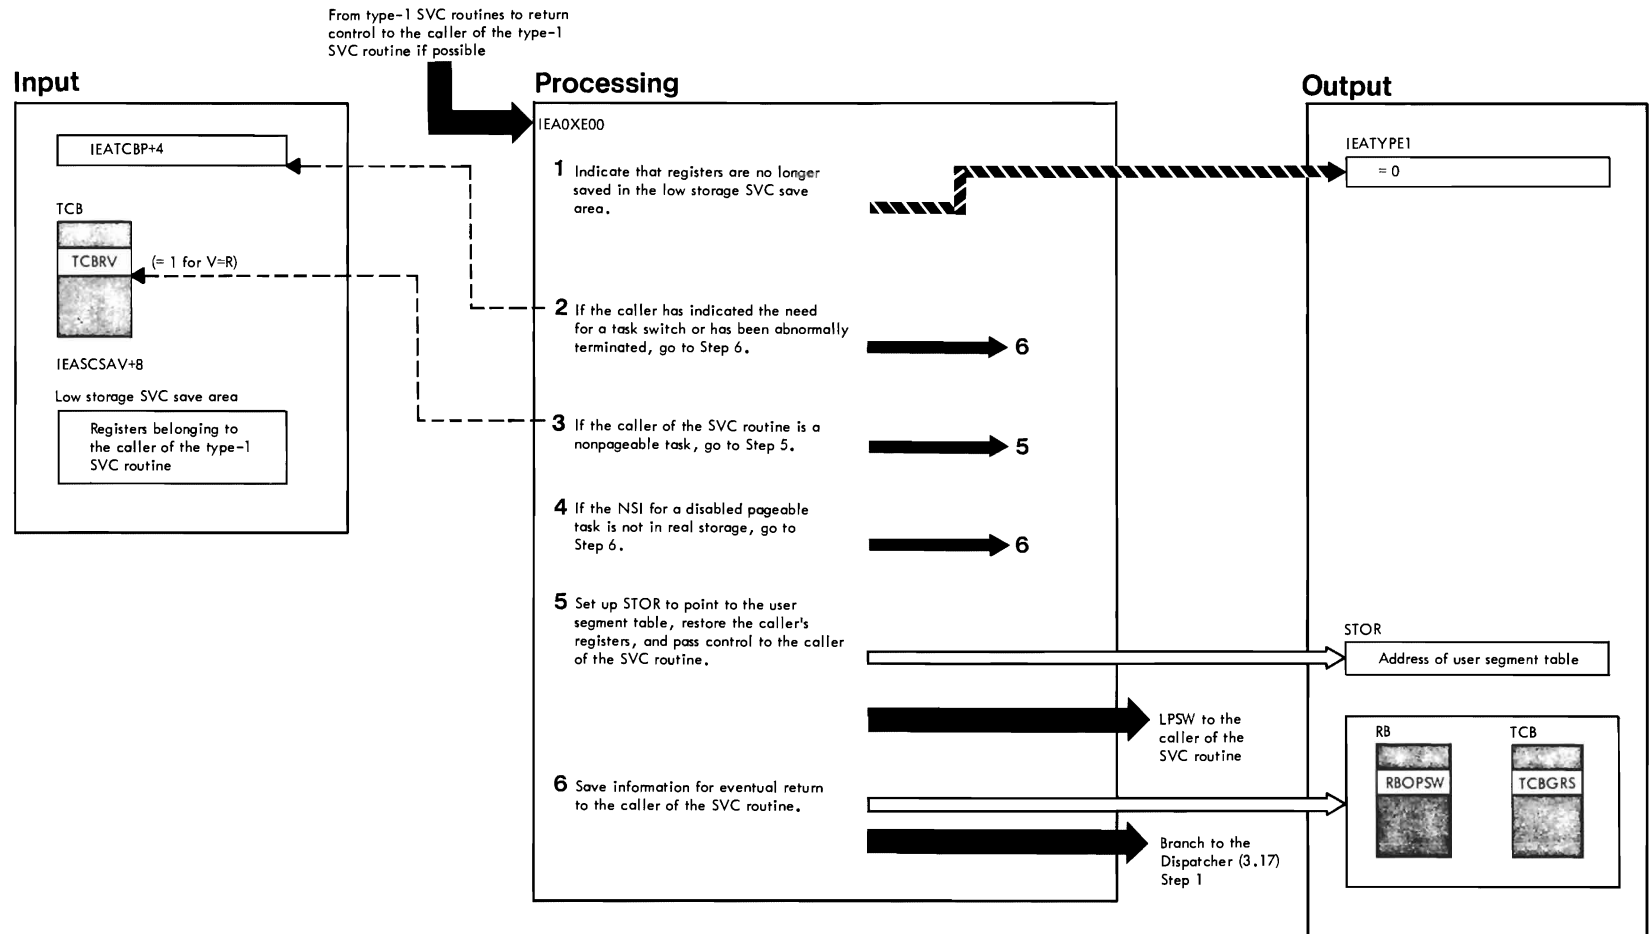 From type-1 SVC routines to return
control to the caller of the type-1
SVC routine if possible
Input
IEATCBP+4
TCB
TCBRV
(= 1 for V=R)
IEASCSAV+8
Low storage SVC save area
Registers belonging to
the caller of the type-1
SVC routine
Processing
IEA0XE00
1 Indicate that registers are no longer
saved in the low storage SVC save
area.
2 If the caller has indicated the need
for a task switch or has been abnormally
terminated, go to Step 6.
6
3 If the caller of the SVC routine is a
nonpageable task, go to Step 5.
5
4 If the NSI for a disabled pageable
task is not in real storage, go to
Step 6.
6
5 Set up STOR to point to the user
segment table, restore the caller's
registers, and pass control to the caller
of the SVC routine.
LPSW to the
caller of the
SVC routine
6 Save information for eventual return
to the caller of the SVC routine.
Branch to the
Dispatcher (3.17)
Step 1
Output
IEATYPE1
= 0
STOR
Address of user segment table
RB
RBOPSW
TCB
TCBGRS